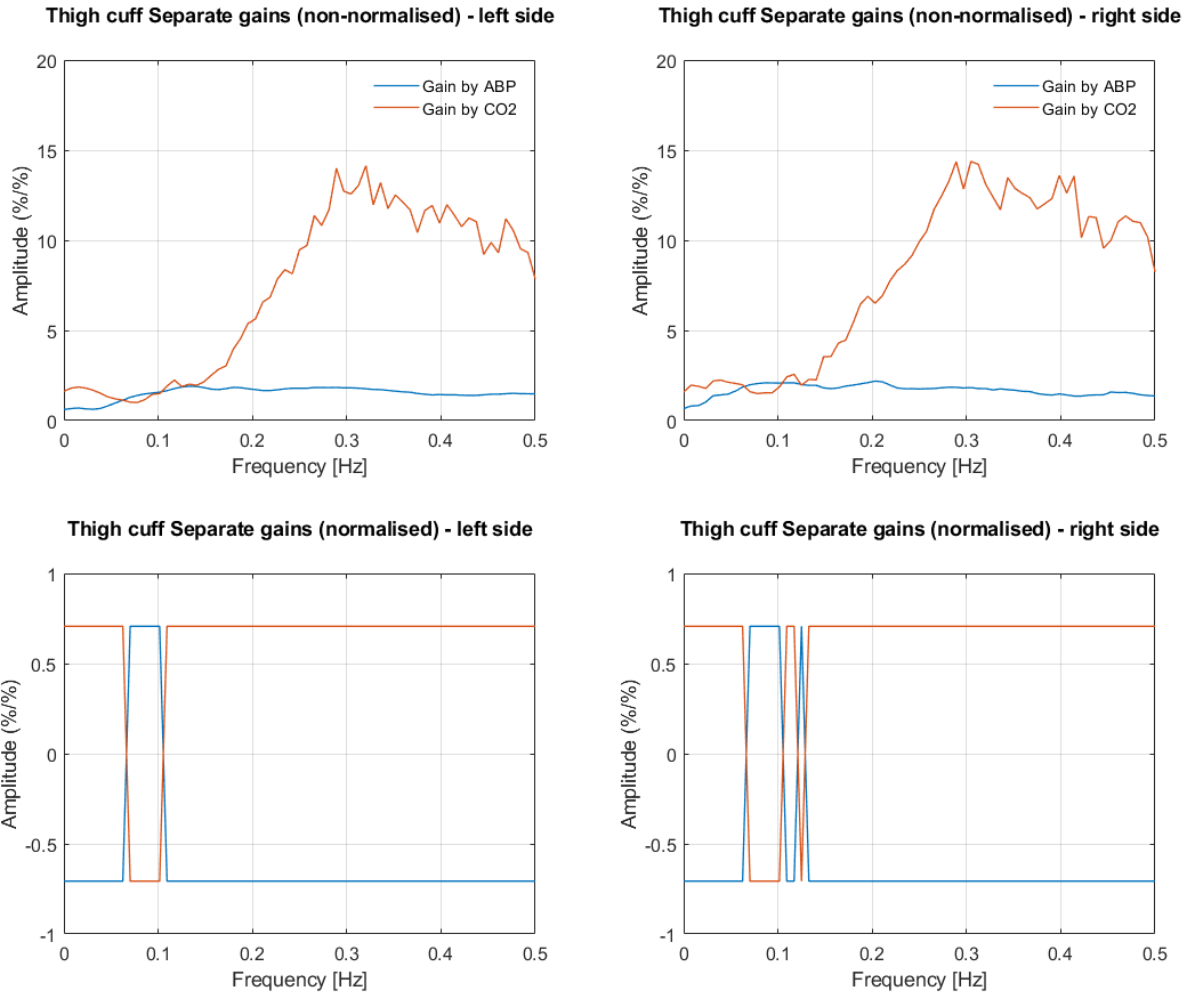 Thigh cuff Separate gains (non-normalised) - left side
20
15
10
5
0
Amplitude (%/%)
Gain by ABP
Gain by CO2
0 0.1 0.2 0.3 0.4 0.5
Frequency [Hz]
Thigh cuff Separate gains (non-normalised) - right side
20
15
10
5
0
Amplitude (%/%)
Gain by ABP
Gain by CO2
0 0.1 0.2 0.3 0.4 0.5
Frequency [Hz]
Thigh cuff Separate gains (normalised) - left side
1
0.5
0
-0.5
-1
Amplitude (%/%)
0 0.1 0.2 0.3 0.4 0.5
Frequency [Hz]
Thigh cuff Separate gains (normalised) - right side
1
0.5
0
-0.5
-1
Amplitude (%/%)
0 0.1 0.2 0.3 0.4 0.5
Frequency [Hz]